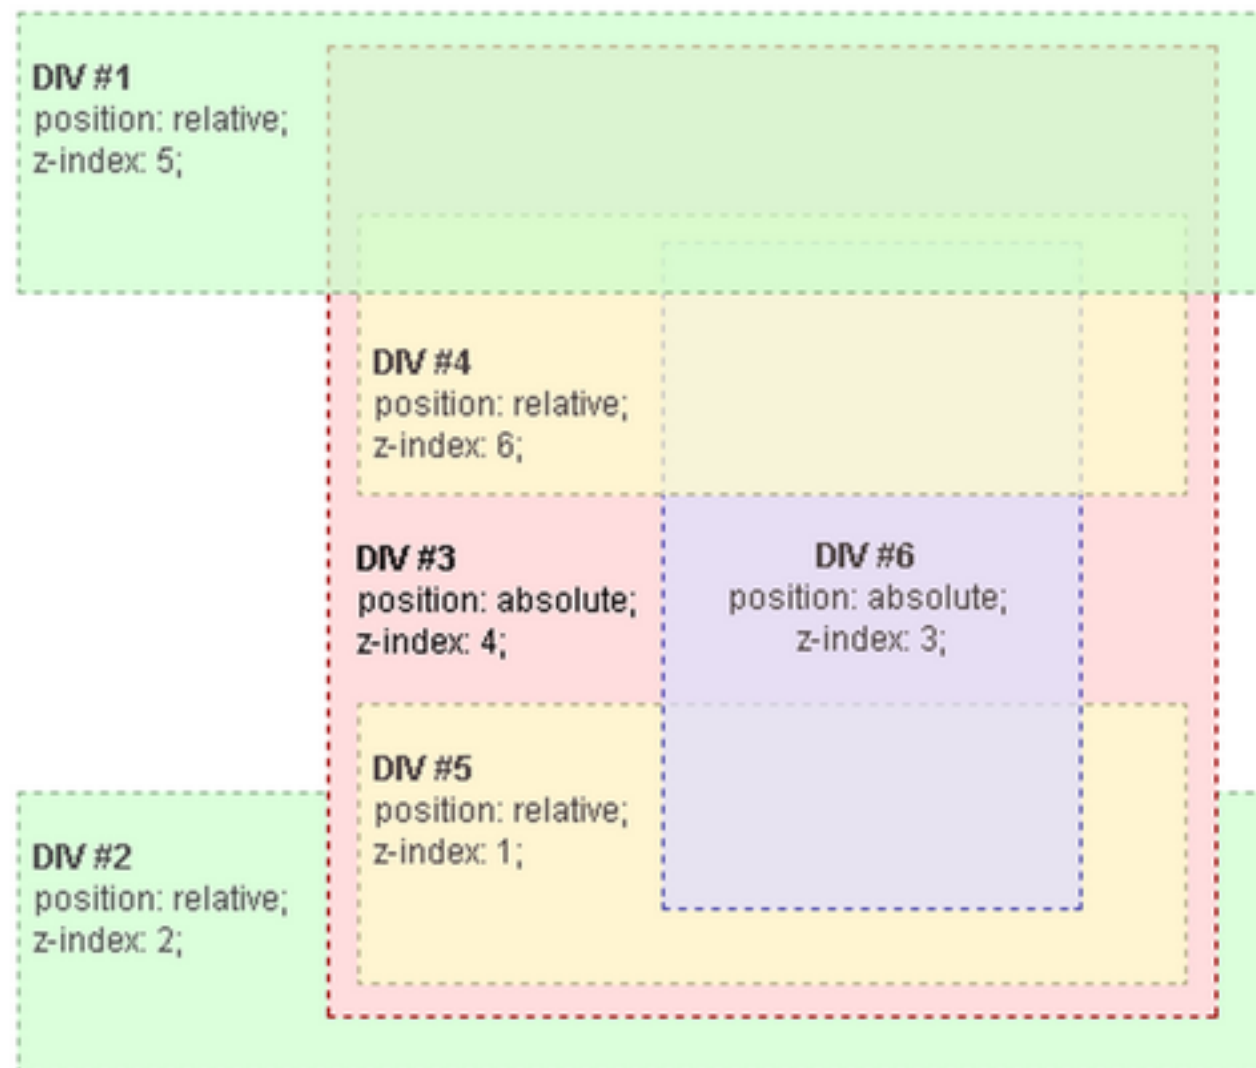 DIV #1
position: relative;
z-index: 5;
DIV #4
position: relative;
z-index: 6;
DIV #3
position: absolute;
z-index: 4;
DIV #6
position: absolute;
z-index: 3;
DIV #5
position: relative;
z-index: 1;
DIV #2
position: relative;
z-index: 2;